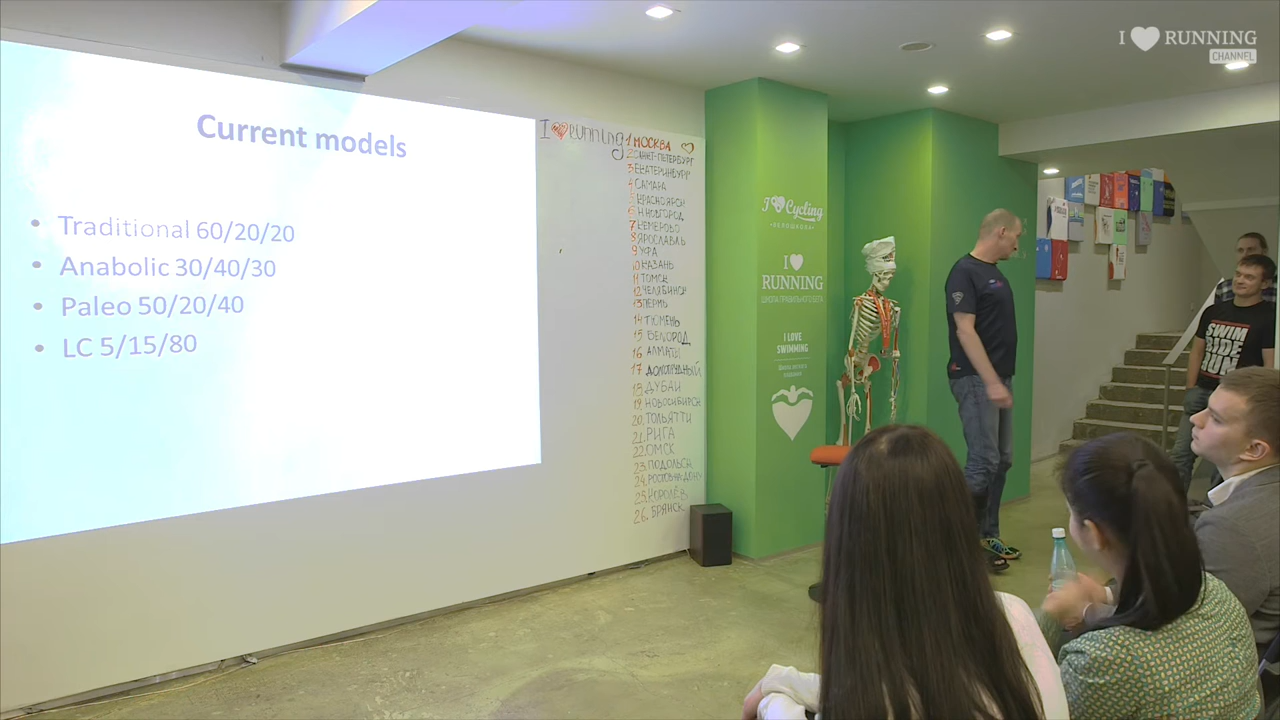 I ♥ RUNNING
CHANNEL
Current models
• Traditional 60/20/20
• Anabolic 30/40/30
• Paleo 50/20/40
• LC 5/15/80
I ♥ Running
1 МОСКВА
2 САНКТ-ПЕТЕРБУРГ
3 ЕКАТЕРИНБУРГ
4 САМАРА
5 КРАСНОЯРСК
6 Н.НОВГОРОД
7 КЕМЕРОВО
8 ЯРОСЛАВЛЬ
9 УФА
10 КАЗАНЬ
11 ТОМСК
12 ЧЕЛЯБИНСК
13 ПЕРМЬ
14 ТЮМЕНЬ
15 БЕЛГОРОД
16 АЛМАТЫ
17 ДОЛГОПРУДНЫЙ
18. ДУБАЙ
19. НОВОСИБИРСК
20. ТОЛЬЯТТИ
21. РИГА
22. ОМСК
23. ПОДОЛЬСК
24. РОСТОВ-НА-ДОНУ
25. КОРОЛЁВ
26. БРЯНСК
I ♥ Cycling
ВЕЛОШКОЛА
I ♥
RUNNING
ШКОЛА ПРАВИЛЬНОГО БЕГА
I LOVE
SWIMMING
SWIM
RUN